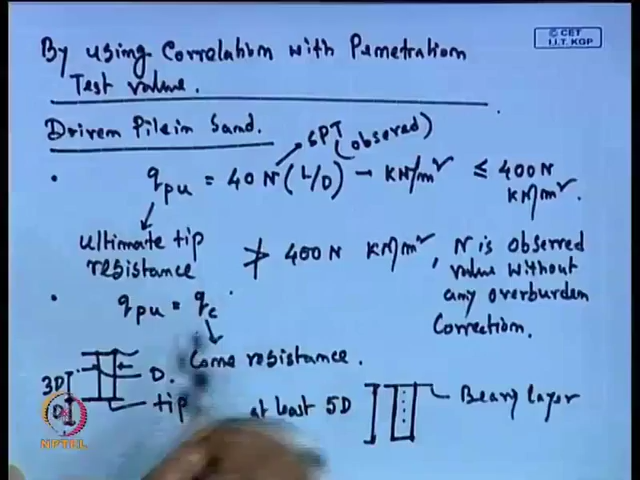 © CET
I.I.T. KGP
By using Correlation with Penetration
Test value.
Driven Pile in Sand.
SPT (observed)
• qpu = 40 N (L/D) - KN/m² ≤ 400 N
KN/m².
Ultimate tip
resistance
≯ 400 N KN/m², N is observed
value without
any overburden
Correction.
• qpu = qc
Cone resistance.
3D
D.
D
tip
at least 5D
Beary layer
NPTEL